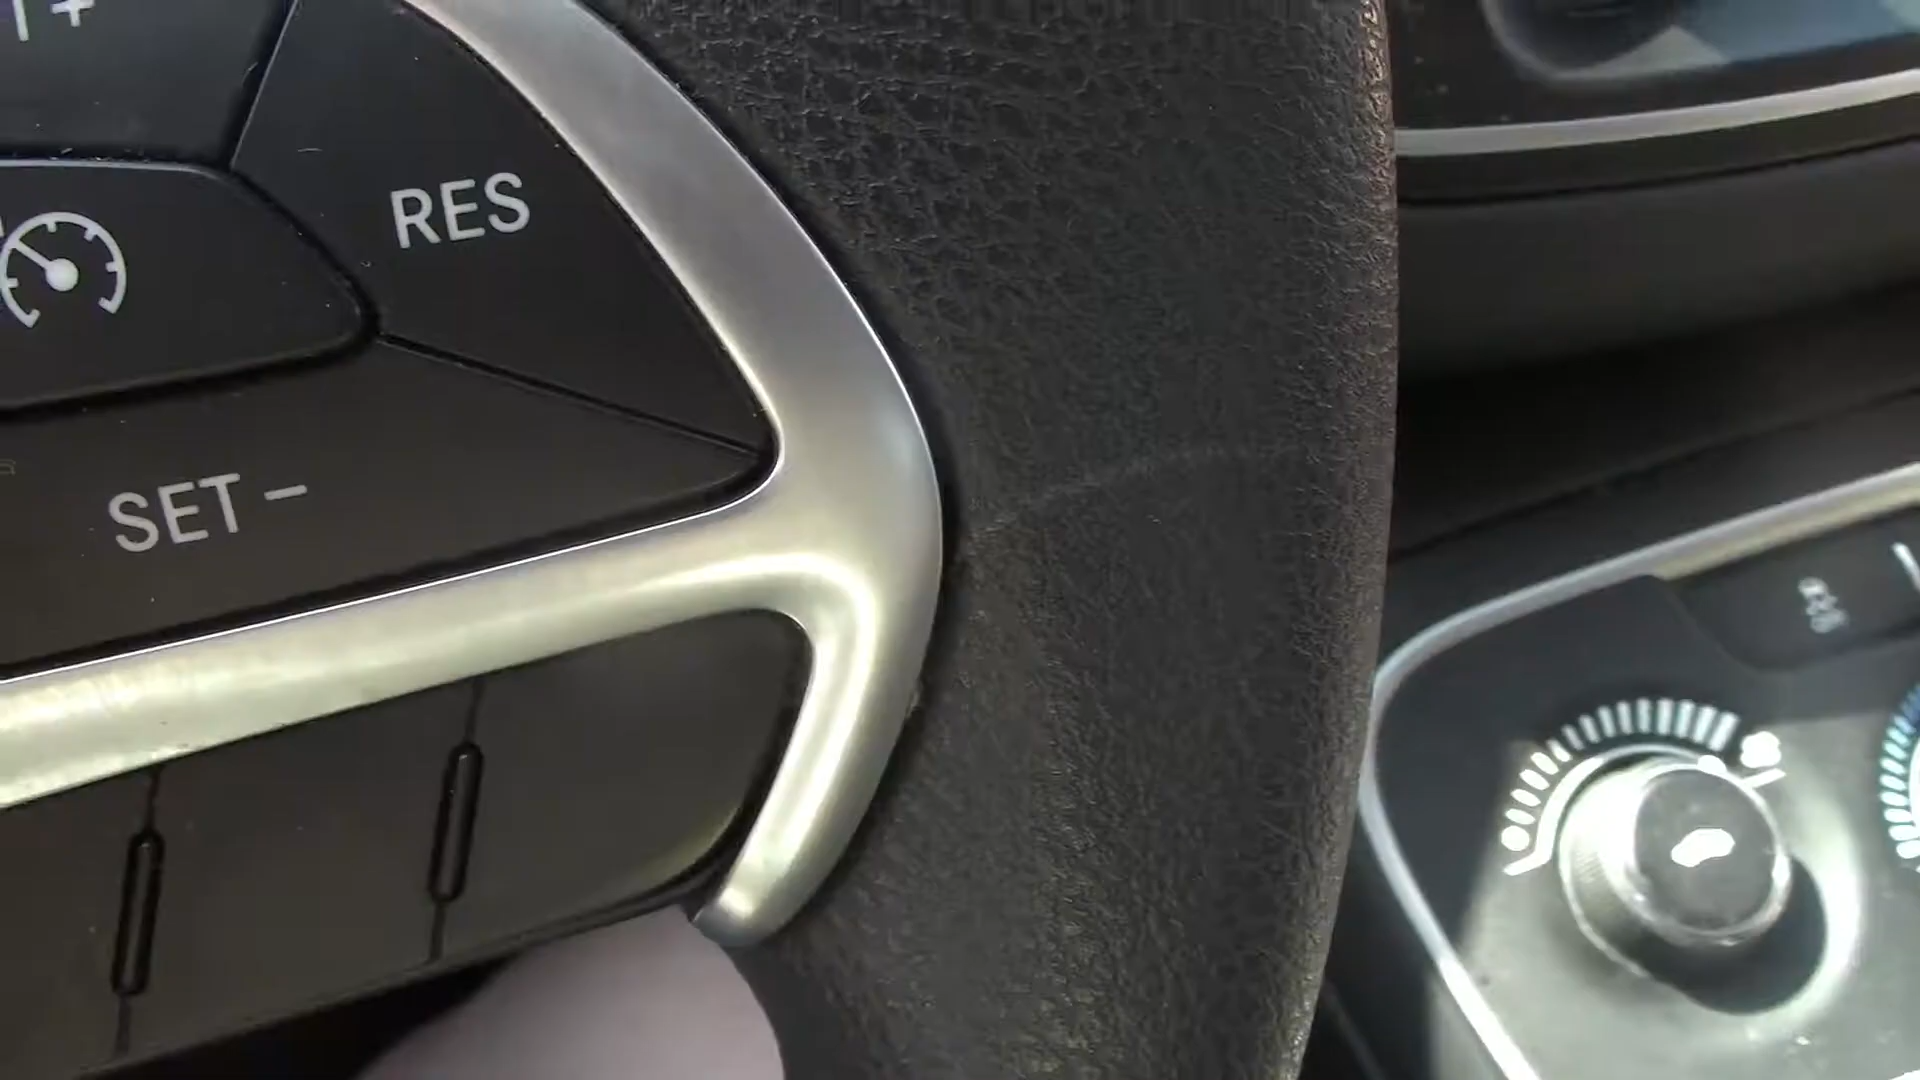 T+
RES
SET –